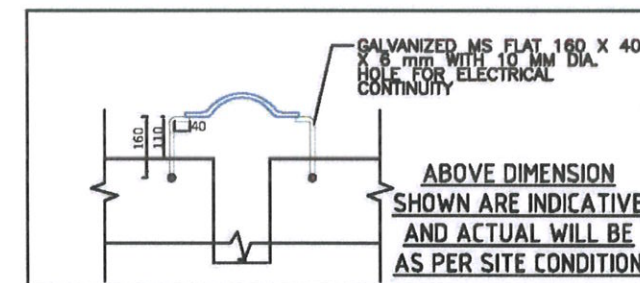 GALVANIZED MS FLAT 160 X 40
X 6 mm WITH 10 MM DIA.
HOLE FOR ELECTRICAL
CONTINUITY
160
110
40
ABOVE DIMENSION
SHOWN ARE INDICATIVE
AND ACTUAL WILL BE
AS PER SITE CONDITION